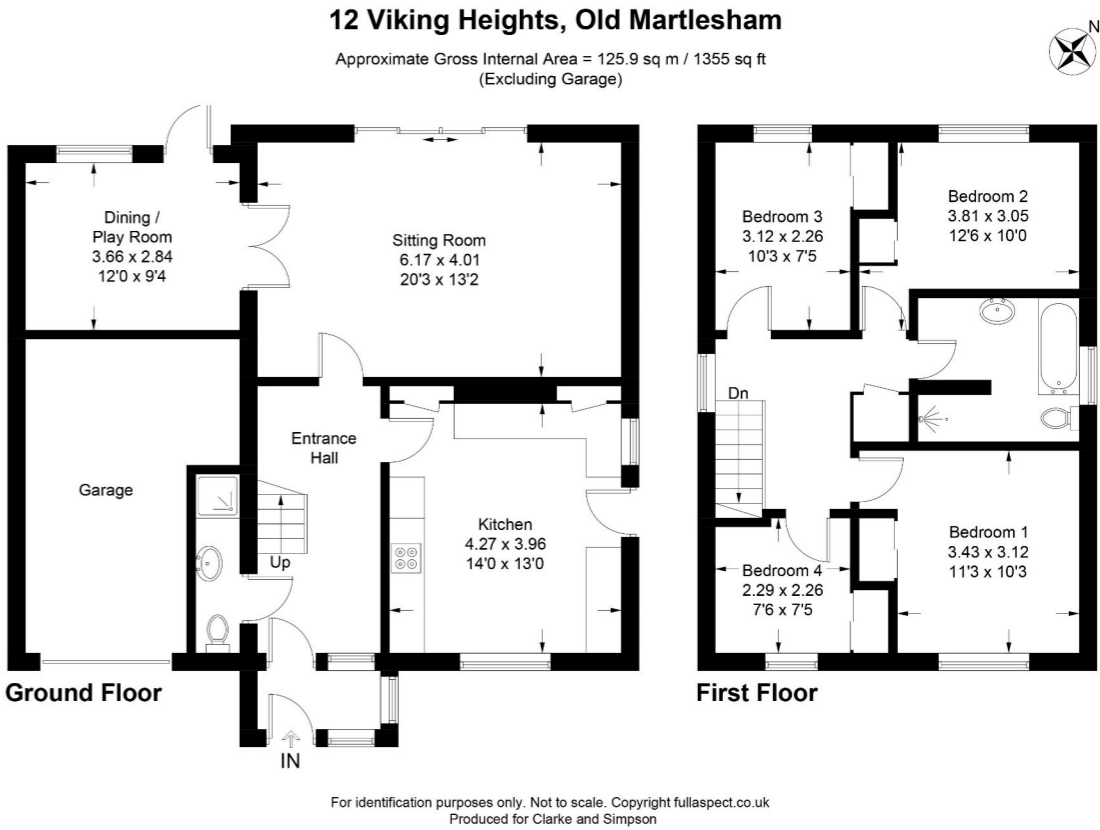 12 Viking Heights, Old Martlesham
Approximate Gross Internal Area = 125.9 sq m / 1355 sq ft
(Excluding Garage)
N
Dining /
Play Room
3.66 x 2.84
12'0 x 9'4
Sitting Room
6.17 x 4.01
20'3 x 13'2
Entrance
Hall
Garage
Up
Kitchen
4.27 x 3.96
14'0 x 13'0
IN
Ground Floor
Bedroom 3
3.12 x 2.26
10'3 x 7'5
Bedroom 2
3.81 x 3.05
12'6 x 10'0
Dn
Bedroom 1
3.43 x 3.12
11'3 x 10'3
Bedroom 4
2.29 x 2.26
7'6 x 7'5
First Floor
For identification purposes only. Not to scale. Copyright fullaspect.co.uk
Produced for Clarke and Simpson